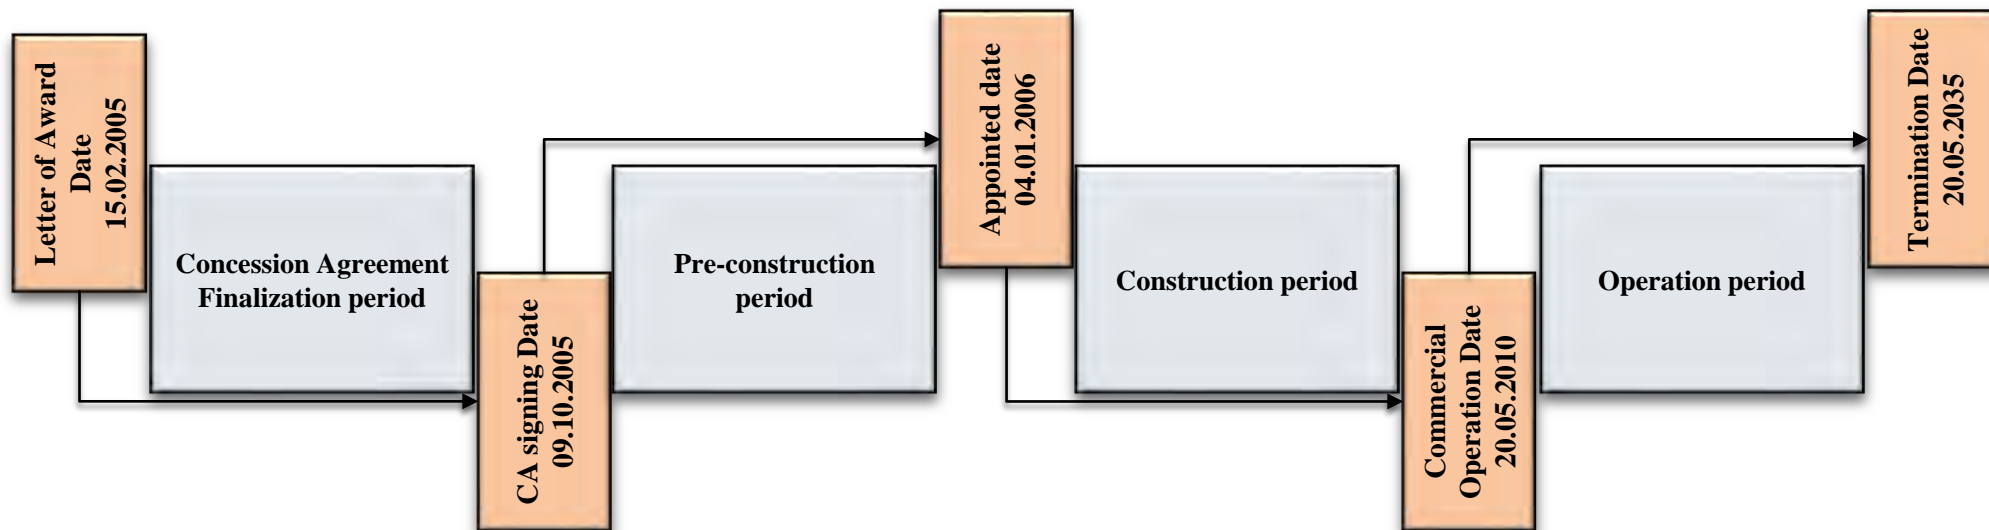 Letter of Award
Date
15.02.2005
Concession Agreement
Finalization period
CA signing Date
09.10.2005
Pre-construction
period
Appointed date
04.01.2006
Construction period
Commercial
Operation Date
20.05.2010
Operation period
Termination Date
20.05.2035